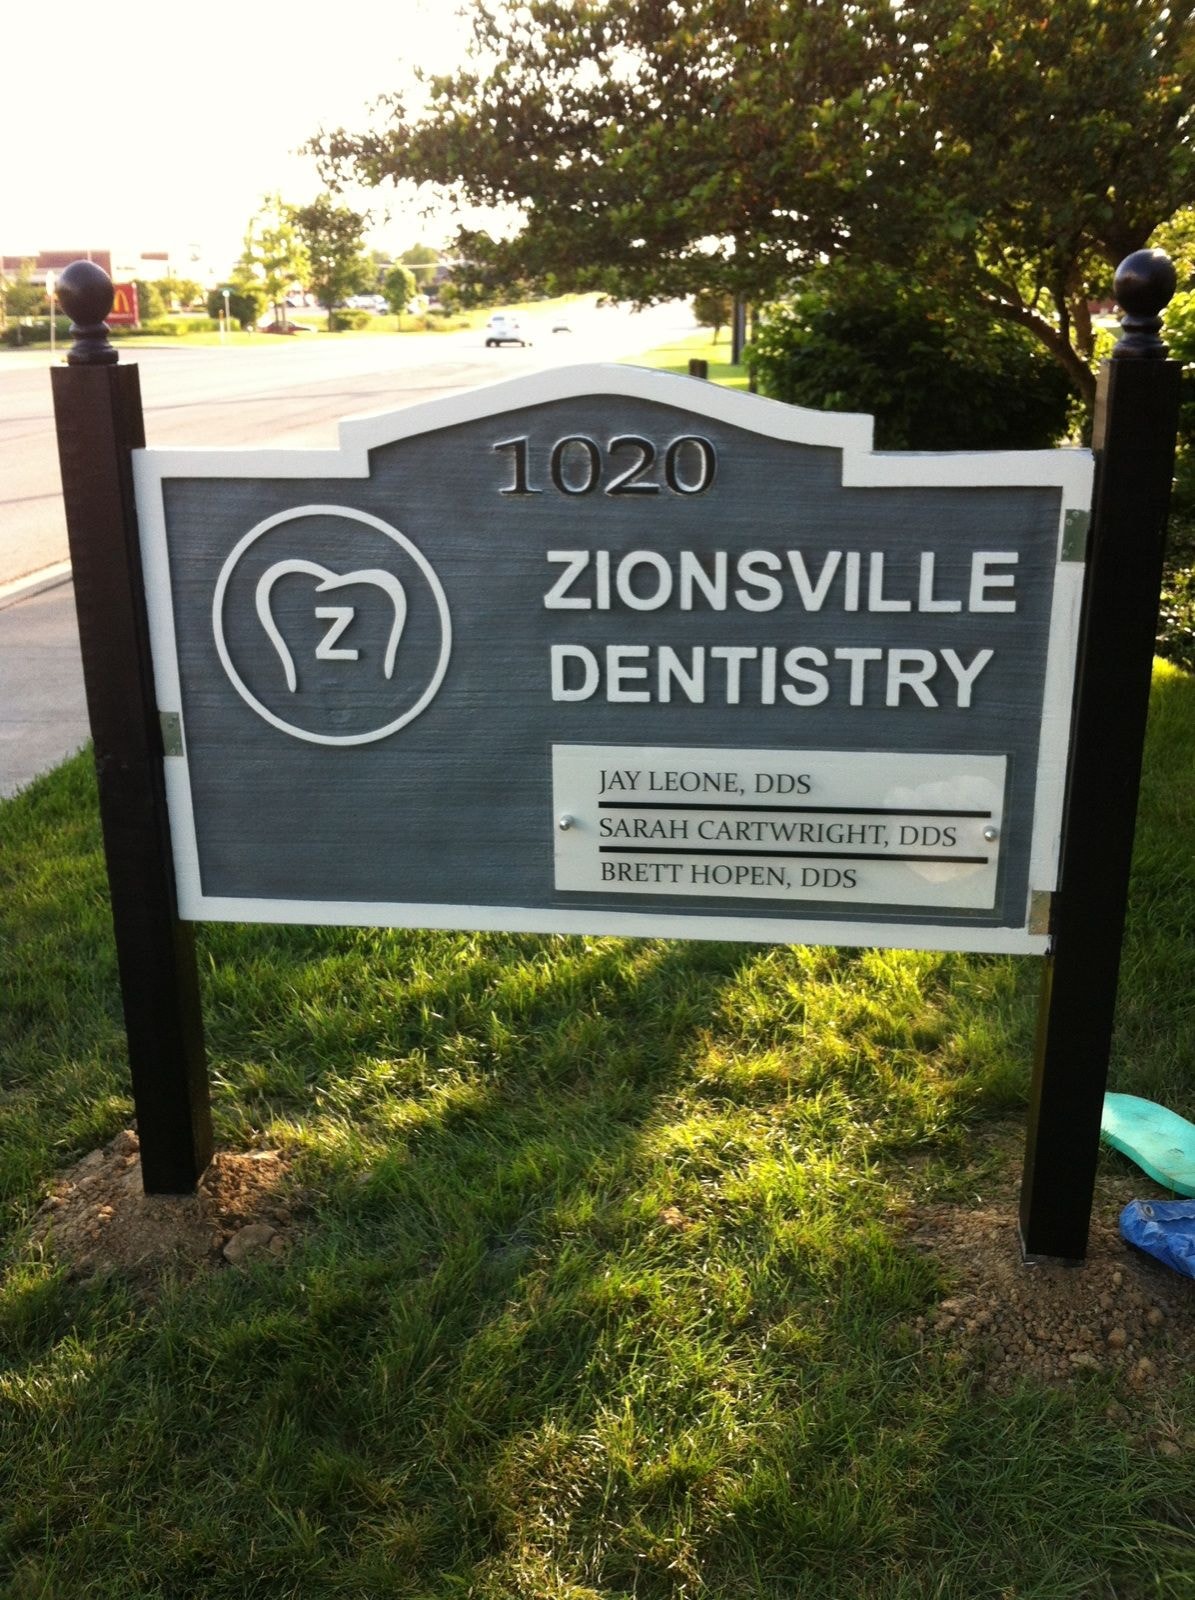 1020
Z
ZIONSVILLE
DENTISTRY
JAY LEONE, DDS
SARAH CARTWRIGHT, DDS
BRETT HOPEN, DDS